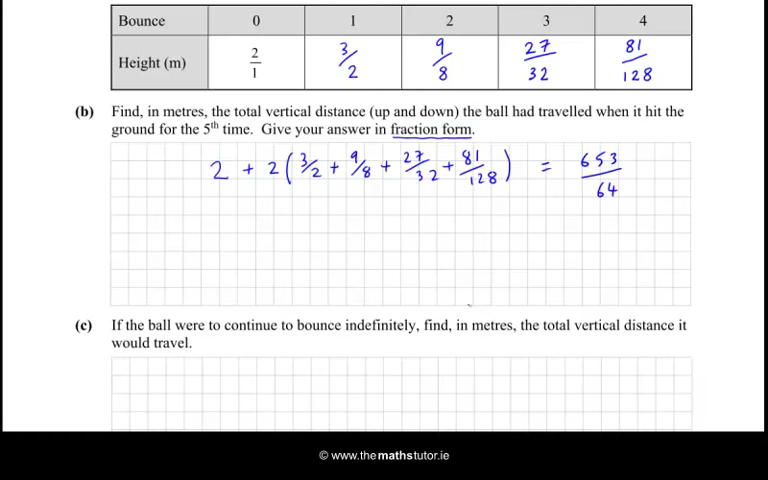 Bounce 0 1 2 3 4
Height (m) 2/1 3/2 9/8 27/32 81/128
(b) Find, in metres, the total vertical distance (up and down) the ball had travelled when it hit the
ground for the 5th time. Give your answer in fraction form.
2 + 2(3/2 + 9/8 + 27/32 + 81/128) = 653/64
(c) If the ball were to continue to bounce indefinitely, find, in metres, the total vertical distance it
would travel.
© www.themathstutor.ie